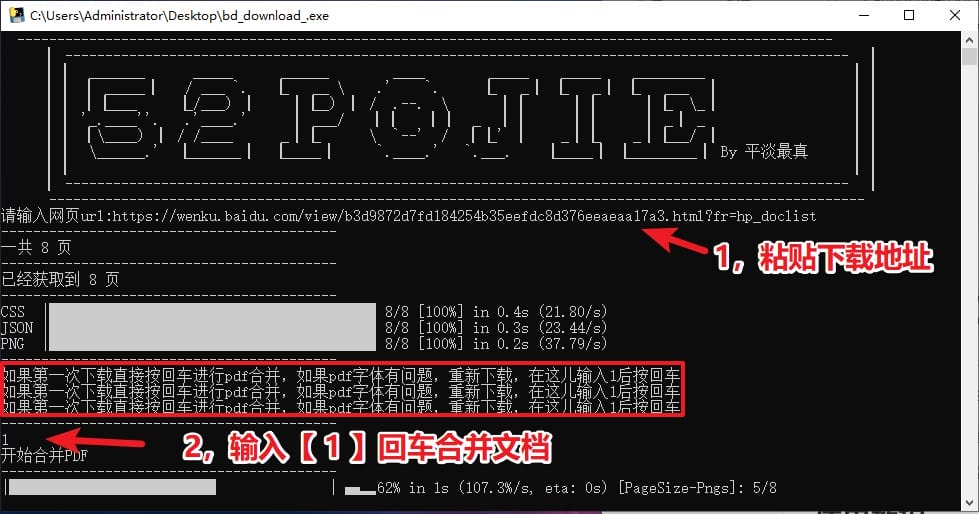 C:\Users\Administrator\Desktop\bd_download_.exe
52POJIE
By 平淡最真
请输入网页url:https://wenku.baidu.com/view/b3d9872d7fd184254b35eefdc8d376eeaeaa17a3.html?fr=hp_doclist
1，粘贴下载地址
一共 8 页
已经获取到 8 页
CSS 8/8 [100%] in 0.4s (21.80/s)
JSON 8/8 [100%] in 0.3s (23.44/s)
PNG 8/8 [100%] in 0.2s (37.79/s)
如果第一次下载直接按回车进行pdf合并，如果pdf字体有问题，重新下载，在这儿输入1后按回车
如果第一次下载直接按回车进行pdf合并，如果pdf字体有问题，重新下载，在这儿输入1后按回车
如果第一次下载直接按回车进行pdf合并，如果pdf字体有问题，重新下载，在这儿输入1后按回车
1
2，输入【 1 】回车合并文档
开始合并PDF
62% in 1s (107.3%/s, eta: 0s) [PageSize-Pngs]: 5/8